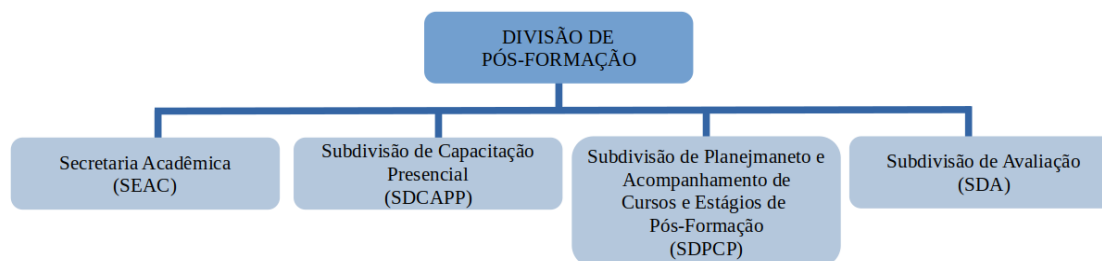 DIVISÃO DE
PÓS-FORMAÇÃO
Secretaria Acadêmica
(SEAC)
Subdivisão de Capacitação
Presencial
(SDCAPP)
Subdivisão de Planejmaneto e
Acompanhamento de
Cursos e Estágios de
Pós-Formação
(SDPCP)
Subdivisão de Avaliação
(SDA)